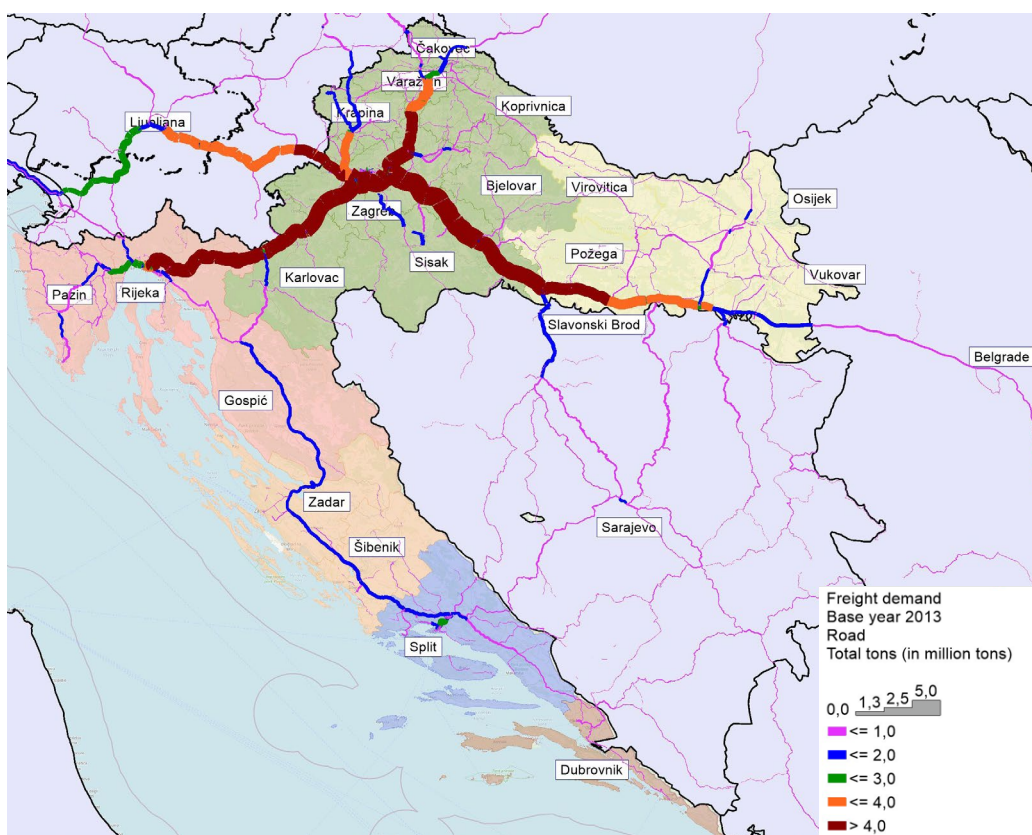 Čakovec
Varaždin
Krapina
Koprivnica
Ljubljana
Bjelovar
Virovitica
Osijek
Zagreb
Sisak
Požega
Karlovac
Vukovar
Pazin
Rijeka
Slavonski Brod
Belgrade
Gospić
Zadar
Sarajevo
Šibenik
Split
Dubrovnik
Freight demand
Base year 2013
Road
Total tons (in million tons)
0,0 1,3 2,5 5,0
<= 1,0
<= 2,0
<= 3,0
<= 4,0
> 4,0